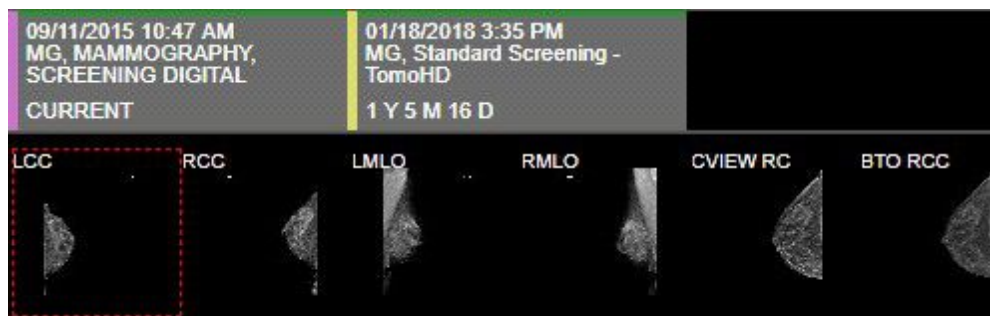 09/11/2015 10:47 AM
MG, MAMMOGRAPHY,
SCREENING DIGITAL
CURRENT
01/18/2018 3:35 PM
MG, Standard Screening -
TomoHD
1 Y 5 M 16 D
LCC
RCC
LMLO
RMLO
CVIEW RC
BTO RCC